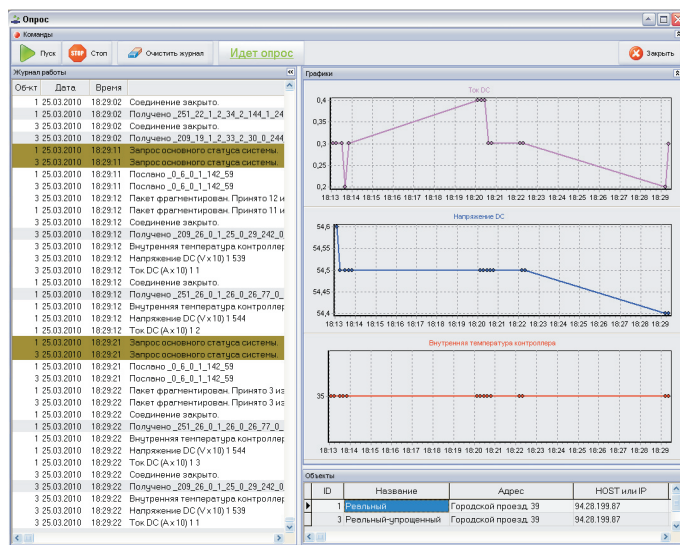 Опрос
Команды
Пуск
STOP Стоп
Очистить журнал
Идет опрос
Закрыть
Журнал работы
Об-кт Дата Время
1 25.03.2010 18:29:02 Соединение закрыто.
1 25.03.2010 18:29:02 Получено _251_22_1_2_34_2_144_1_24
3 25.03.2010 18:29:02 Соединение закрыто.
3 25.03.2010 18:29:02 Получено _209_19_1_2_33_2_30_0_244
1 25.03.2010 18:29:11 Запрос основного статуса системы.
3 25.03.2010 18:29:11 Запрос основного статуса системы.
1 25.03.2010 18:29:11 Послано _0_6_0_1_142_59
3 25.03.2010 18:29:11 Послано _0_6_0_1_142_59
3 25.03.2010 18:29:12 Пакет фрагментирован. Принято 12 и
1 25.03.2010 18:29:12 Пакет фрагментирован. Принято 11 и
3 25.03.2010 18:29:12 Соединение закрыто.
3 25.03.2010 18:29:12 Получено _209_26_0_1_25_0_29_242_0_
3 25.03.2010 18:29:12 Внутренняя температура контроллер
3 25.03.2010 18:29:12 Напряжение DC (V x 10) 1 539
3 25.03.2010 18:29:12 Ток DC (A x 10) 1 1
1 25.03.2010 18:29:12 Соединение закрыто.
1 25.03.2010 18:29:12 Получено _251_26_0_1_26_0_26_77_0_
1 25.03.2010 18:29:12 Внутренняя температура контроллер
1 25.03.2010 18:29:12 Напряжение DC (V x 10) 1 544
1 25.03.2010 18:29:12 Ток DC (A x 10) 1 2
1 25.03.2010 18:29:21 Запрос основного статуса системы.
3 25.03.2010 18:29:21 Запрос основного статуса системы.
1 25.03.2010 18:29:21 Послано _0_6_0_1_142_59
3 25.03.2010 18:29:21 Послано _0_6_0_1_142_59
1 25.03.2010 18:29:22 Пакет фрагментирован. Принято 3 из
3 25.03.2010 18:29:22 Пакет фрагментирован. Принято 3 из
1 25.03.2010 18:29:22 Соединение закрыто.
1 25.03.2010 18:29:22 Получено _251_26_0_1_26_0_26_77_0_
1 25.03.2010 18:29:22 Внутренняя температура контроллер
1 25.03.2010 18:29:22 Напряжение DC (V x 10) 1 544
1 25.03.2010 18:29:22 Ток DC (A x 10) 1 3
3 25.03.2010 18:29:22 Соединение закрыто.
3 25.03.2010 18:29:22 Получено _209_26_0_1_25_0_29_242_0_
3 25.03.2010 18:29:22 Внутренняя температура контроллер
3 25.03.2010 18:29:22 Напряжение DC (V x 10) 1 539
3 25.03.2010 18:29:22 Ток DC (A x 10) 1 1
Графики
Ток DC
0,4
0,35
0,3
0,25
0,2
18:13 18:14 18:15 18:16 18:17 18:18 18:19 18:20 18:21 18:22 18:23 18:24 18:25 18:26 18:27 18:28 18:29
Напряжение DC
54,6
54,55
54,5
54,45
54,4
18:13 18:14 18:15 18:16 18:17 18:18 18:19 18:20 18:21 18:22 18:23 18:24 18:25 18:26 18:27 18:28 18:29
Внутренняя температура контроллера
35
18:13 18:14 18:15 18:16 18:17 18:18 18:19 18:20 18:21 18:22 18:23 18:24 18:25 18:26 18:27 18:28 18:29
Объекты
ID Название Адрес HOST или IP
1 Реальный Городской проезд, 39 94.28.199.87
3 Реальный-упрощенный Городской проезд, 39 94.28.199.87